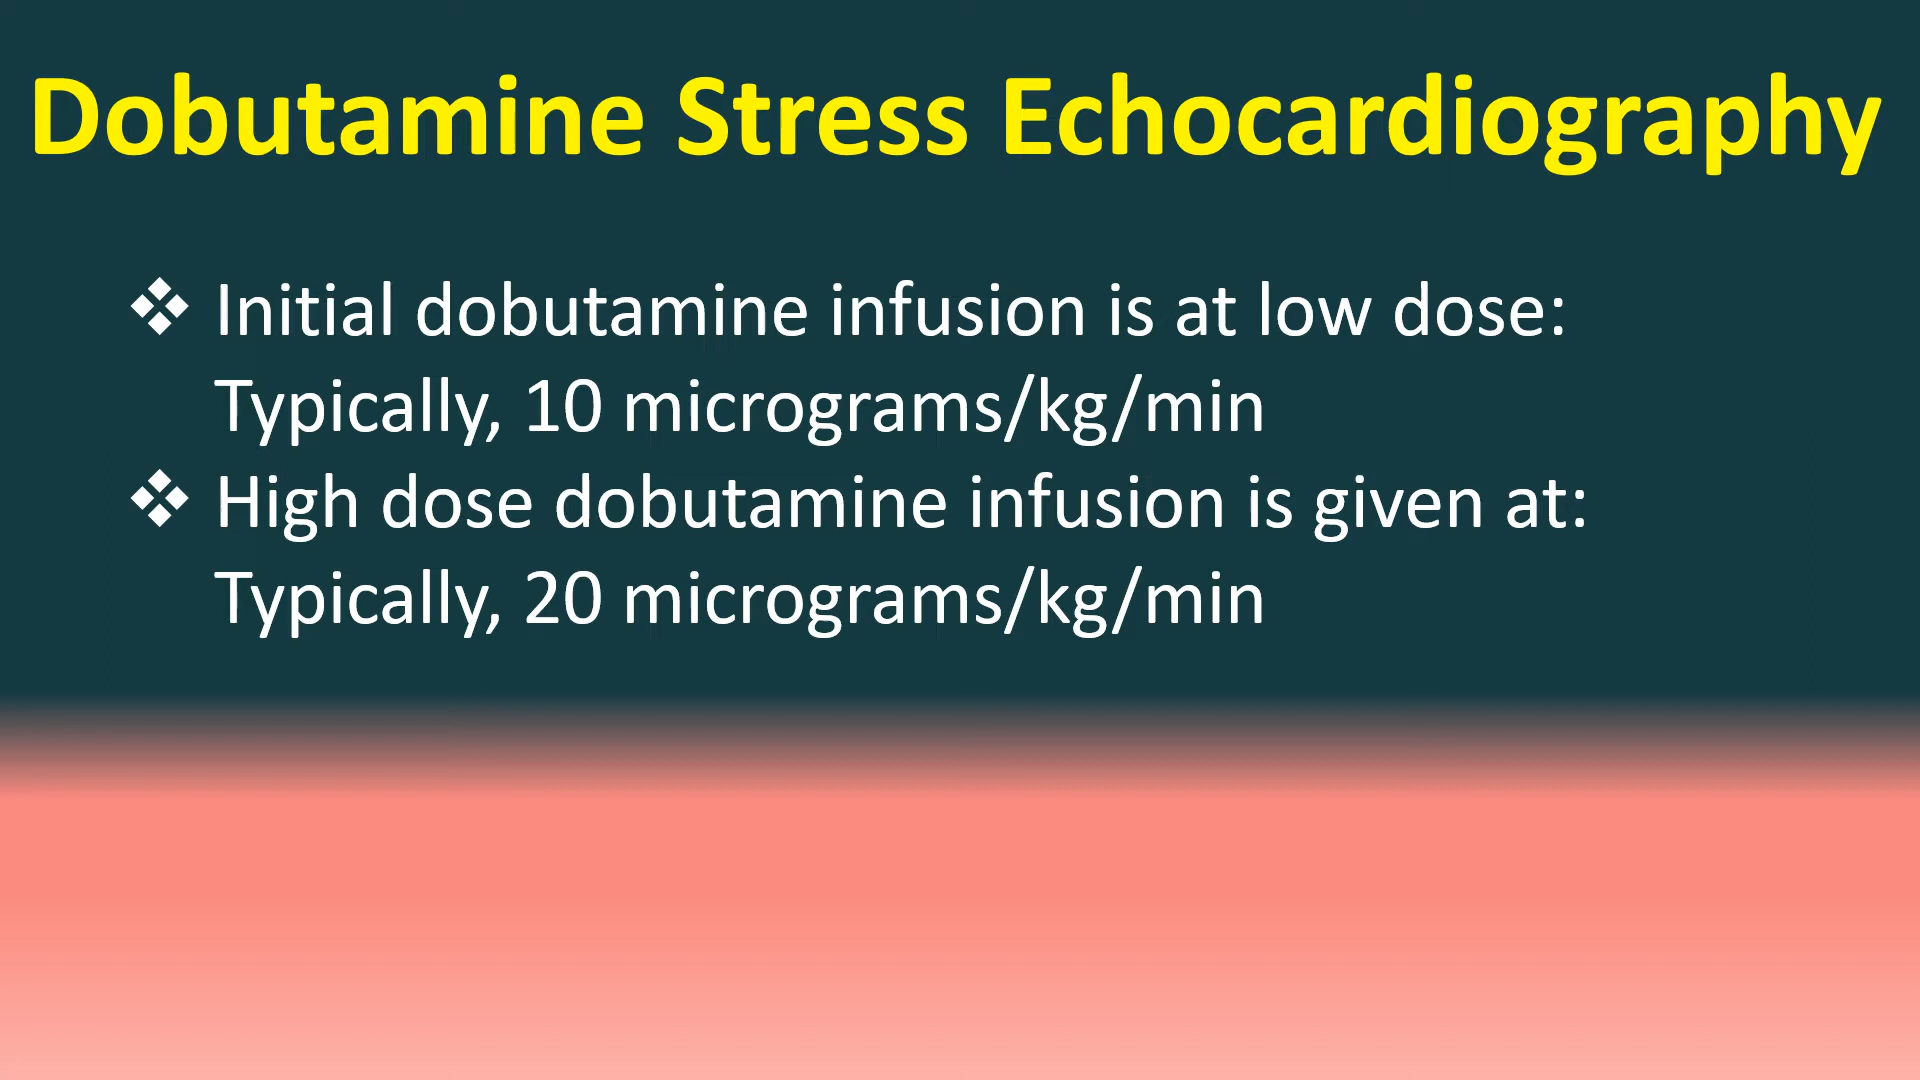 Dobutamine Stress Echocardiography
❖ Initial dobutamine infusion is at low dose:
Typically, 10 micrograms/kg/min
❖ High dose dobutamine infusion is given at:
Typically, 20 micrograms/kg/min